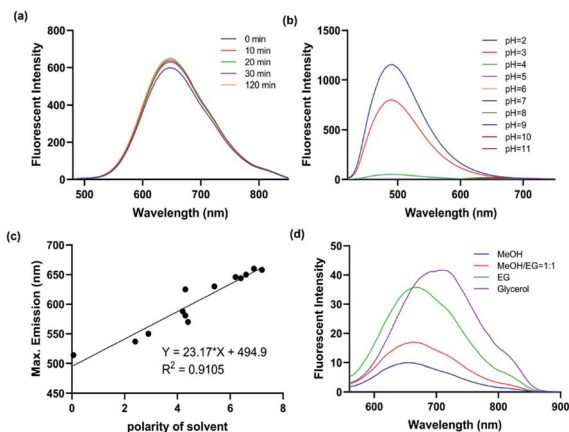 (a)
Fluorescent Intensity
800
600
400
200
0
500
600
700
800
Wavelength (nm)
0 min
10 min
20 min
30 min
120 min
(b)
Fluorescent Intensity
1500
1000
500
0
500
600
700
Wavelength (nm)
pH=2
pH=3
pH=4
pH=5
pH=6
pH=7
pH=8
pH=9
pH=10
pH=11
(c)
Max. Emission (nm)
700
650
600
550
500
450
0
2
4
6
8
polarity of solvent
Y = 23.17*X + 494.9
R² = 0.9105
(d)
Fluorescent Intensity
50
40
30
20
10
0
600
700
800
900
Wavelength (nm)
MeOH
MeOH/EG=1:1
EG
Glycerol